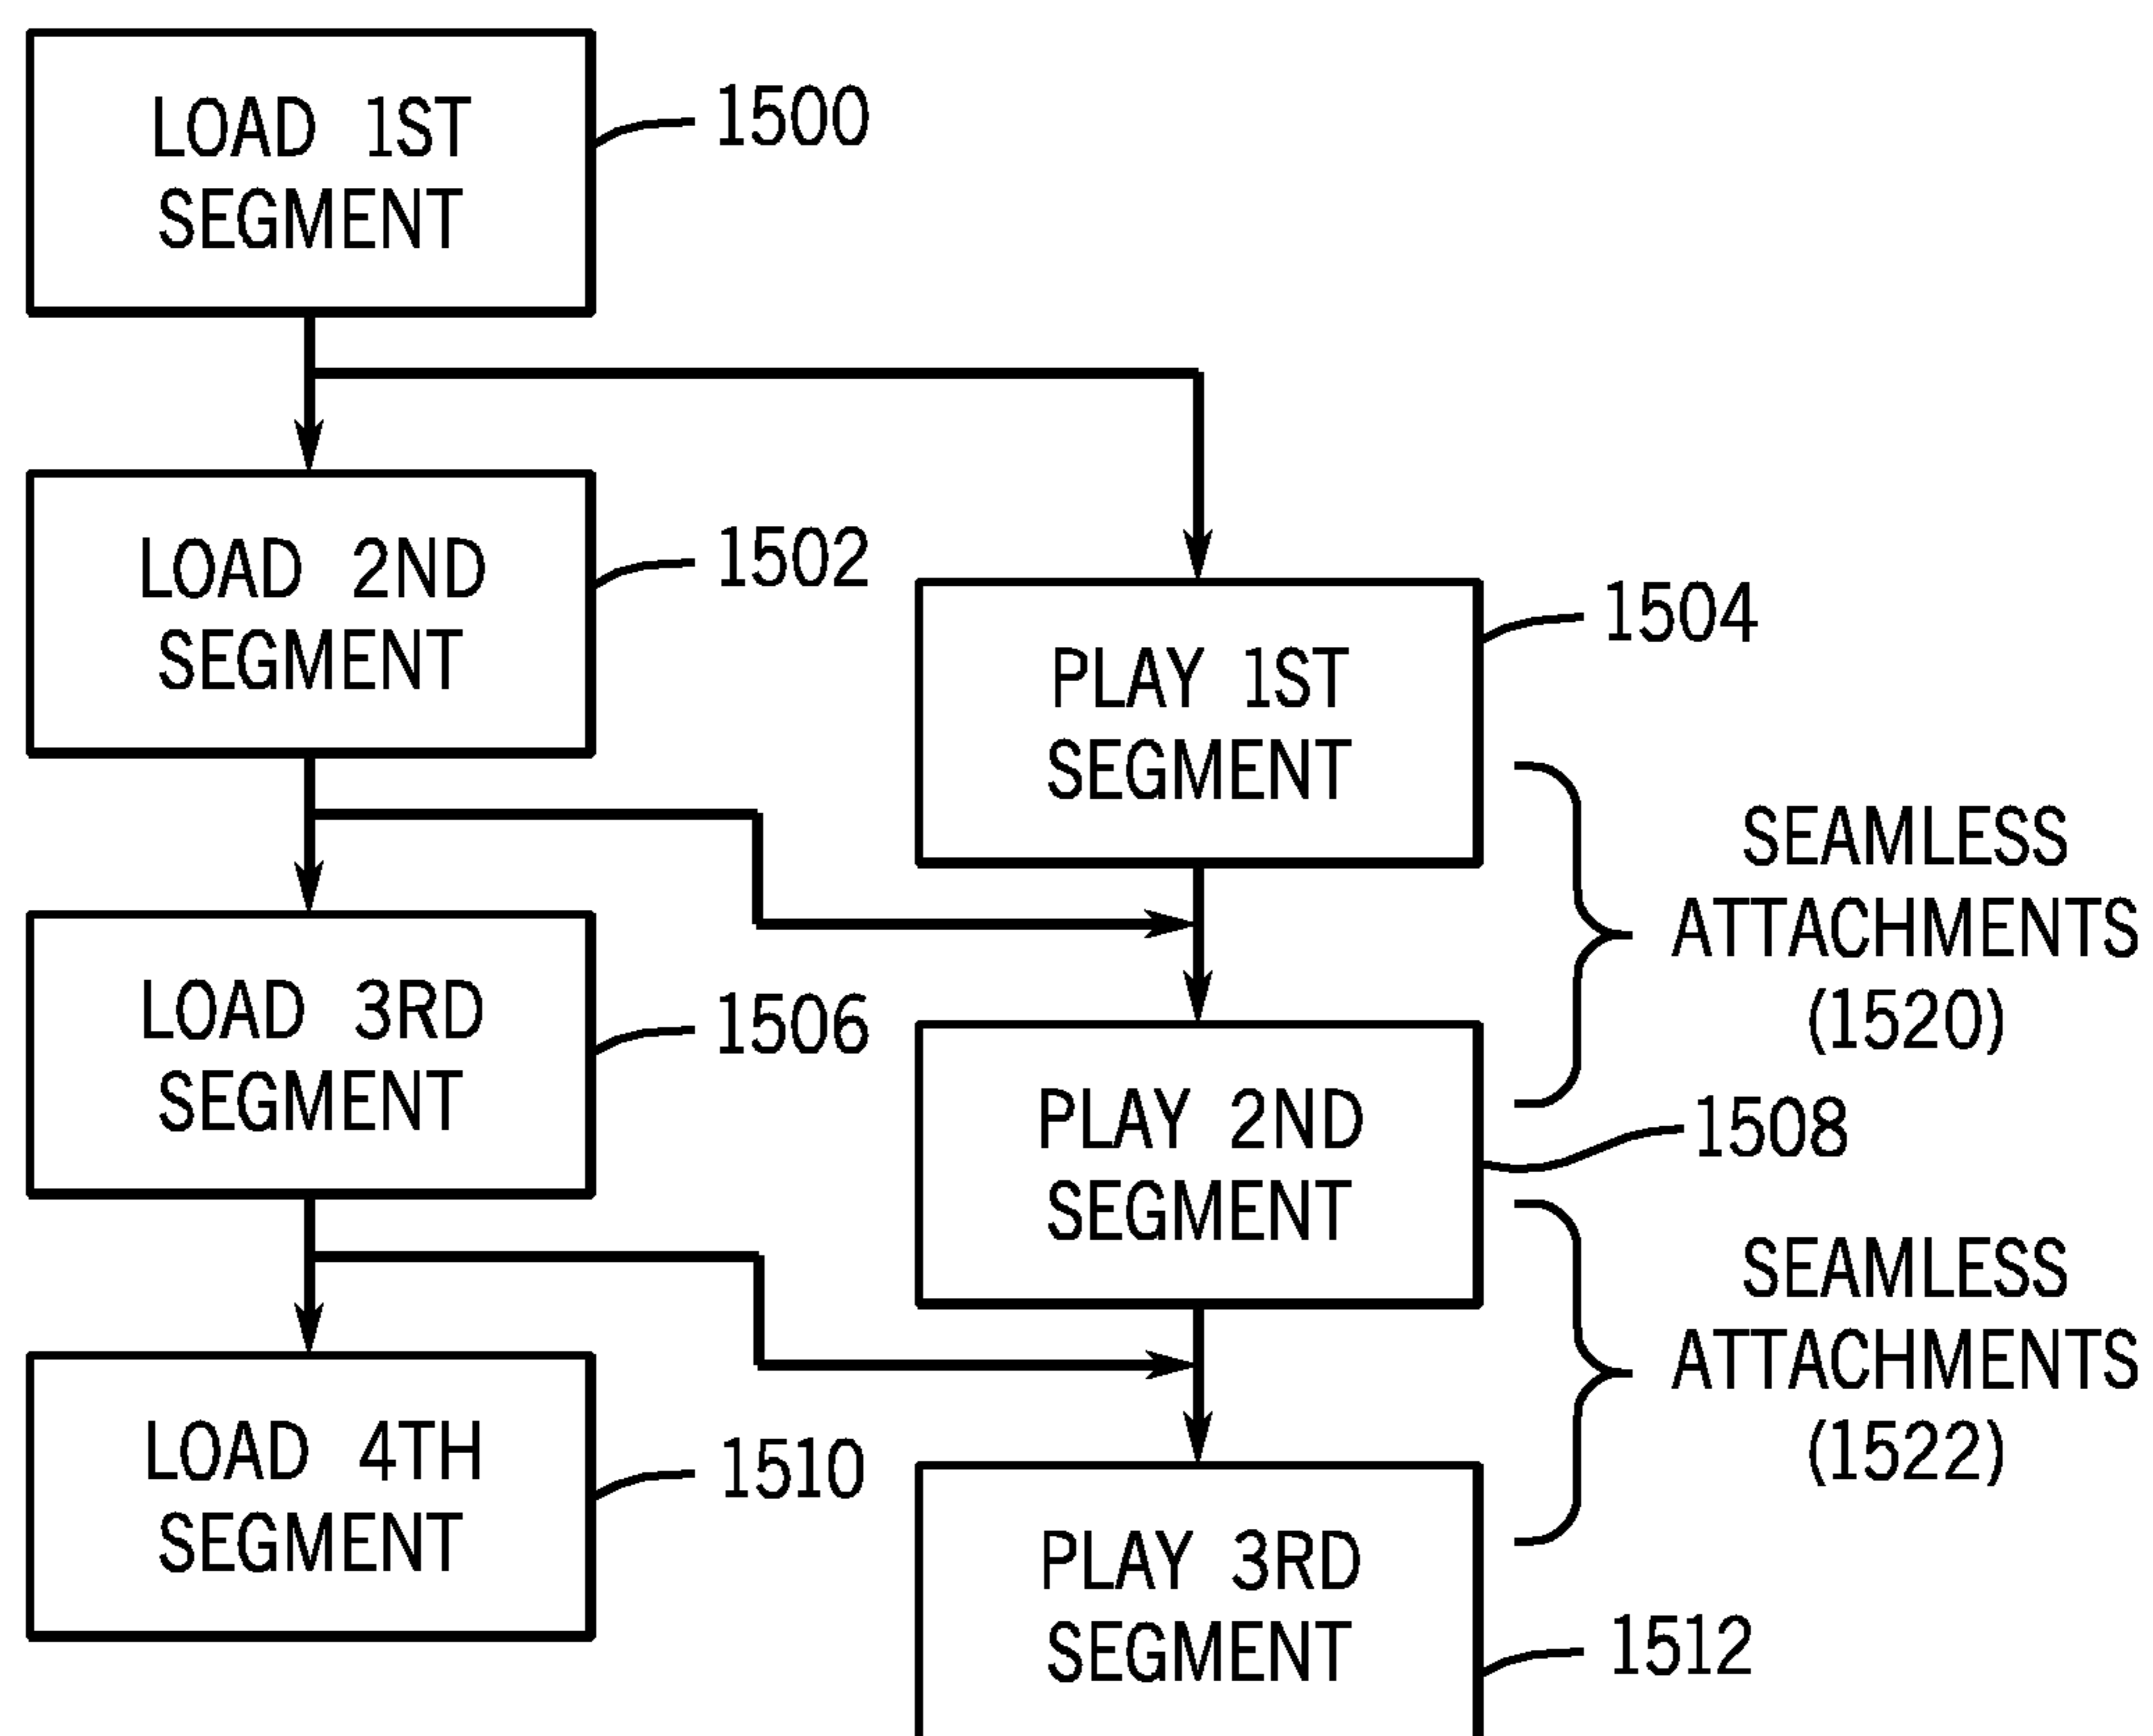 LOAD 1ST
SEGMENT
1500
LOAD 2ND
SEGMENT
1502
PLAY 1ST
SEGMENT
1504
SEAMLESS
ATTACHMENTS
(1520)
LOAD 3RD
SEGMENT
1506
PLAY 2ND
SEGMENT
1508
SEAMLESS
ATTACHMENTS
(1522)
LOAD 4TH
SEGMENT
1510
PLAY 3RD
SEGMENT
1512